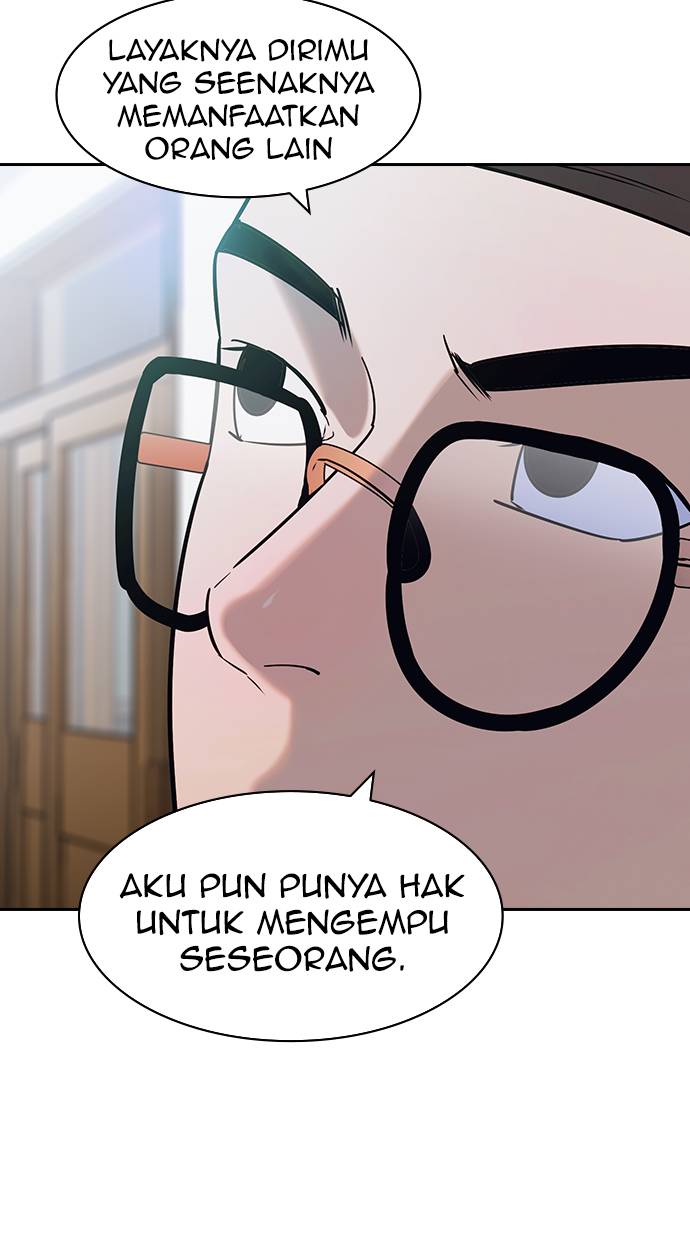 LAYAKNYA DIRIMU
YANG SEENAKNYA
MEMANFAATKAN
ORANG LAIN
AKU PUN PUNYA HAK
UNTUK MENGEMPU
SESEORANG.